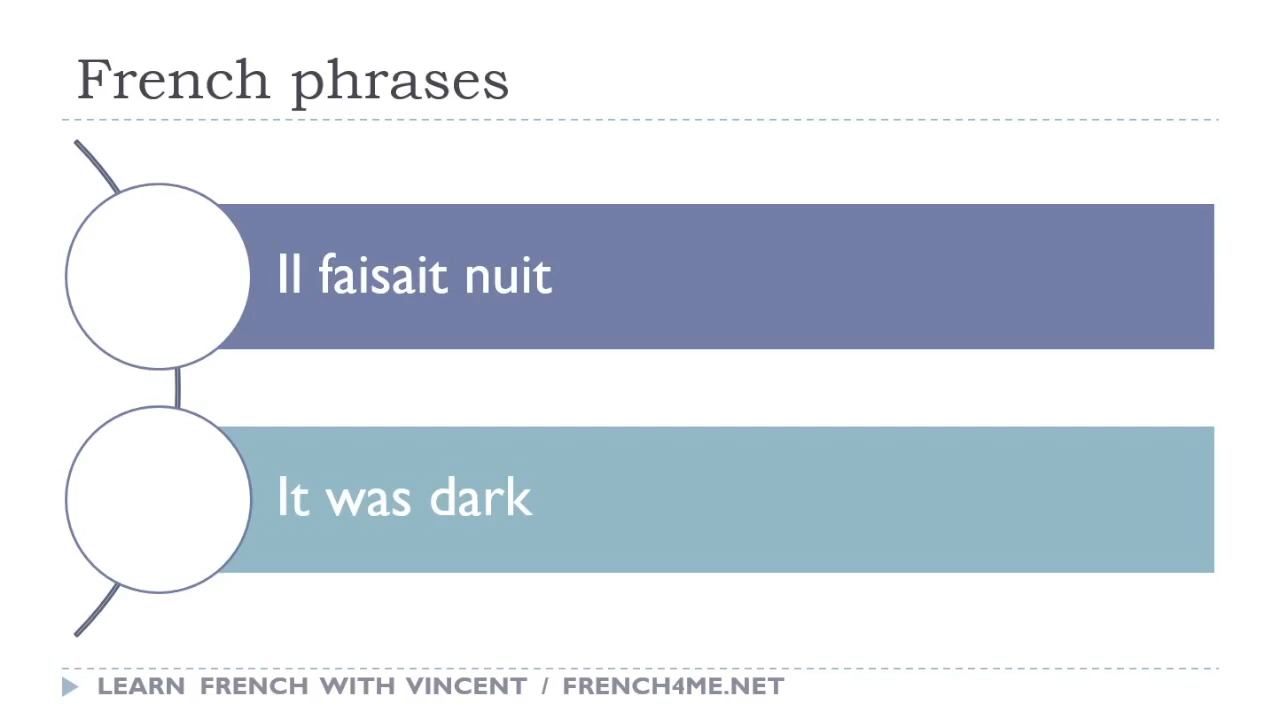 French phrases
Il faisait nuit
It was dark
LEARN FRENCH WITH VINCENT / FRENCH4ME.NET